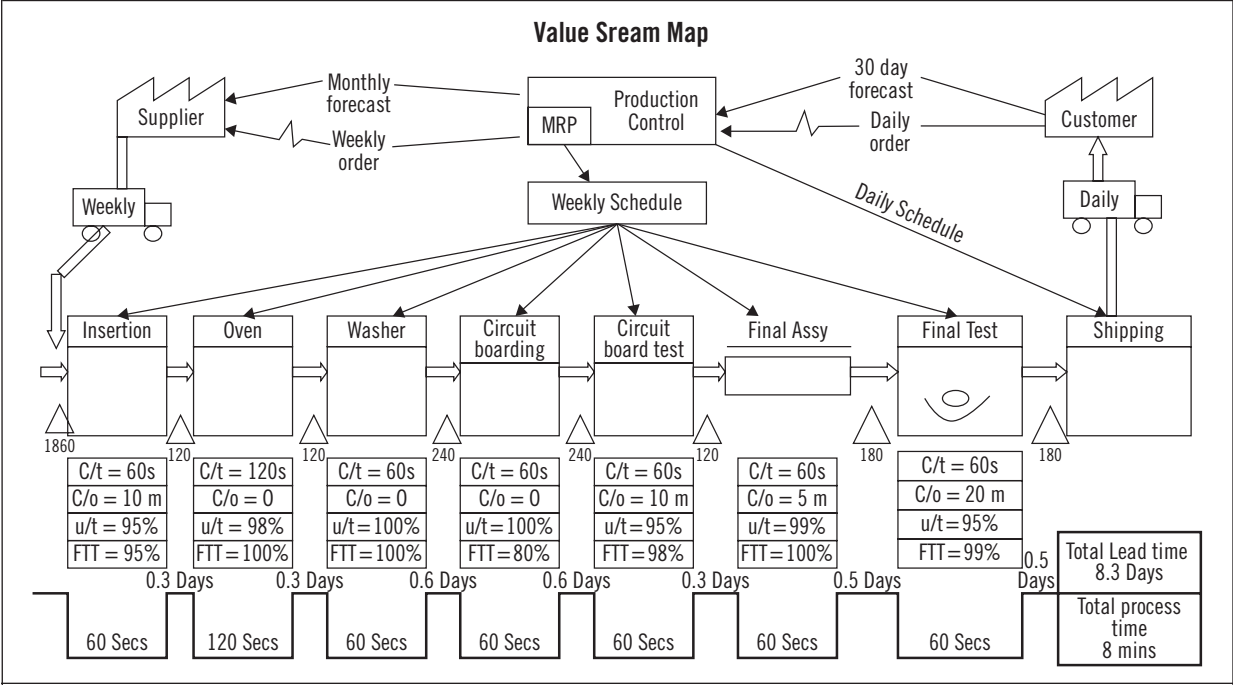 Value Sream Map
Supplier
Monthly
forecast
Weekly
order
MRP
Production
Control
30 day
forecast
Daily
order
Customer
Weekly
Weekly Schedule
Daily Schedule
Daily
Insertion
Oven
Washer
Circuit
boarding
Circuit
board test
Final Assy
Final Test
Shipping
1860
120
120
240
240
120
180
180
C/t = 60s
C/o = 10 m
u/t = 95%
FTT = 95%
C/t = 120s
C/o = 0
u/t = 98%
FTT = 100%
C/t = 60s
C/o = 0
u/t = 100%
FTT = 100%
C/t = 60s
C/o = 0
u/t = 100%
FTT = 80%
C/t = 60s
C/o = 10 m
u/t = 95%
FTT = 98%
C/t = 60s
C/o = 5 m
u/t = 99%
FTT = 100%
C/t = 60s
C/o = 20 m
u/t = 95%
FTT = 99%
0.3 Days
0.3 Days
0.6 Days
0.6 Days
0.3 Days
0.5 Days
0.5
Days
Total Lead time
8.3 Days
60 Secs
120 Secs
60 Secs
60 Secs
60 Secs
60 Secs
60 Secs
Total process
time
8 mins